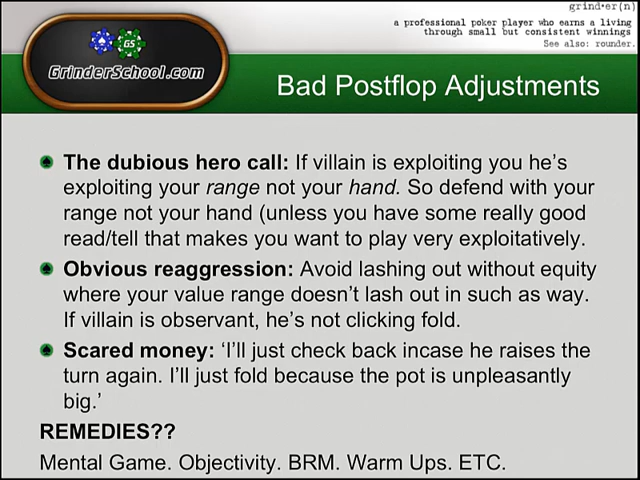 grind•er(n)
a professional poker player who earns a living
through small but consistent winnings
See also: rounder.
GS
GrinderSchool.com
Bad Postflop Adjustments
The dubious hero call: If villain is exploiting you he's
exploiting your range not your hand. So defend with your
range not your hand (unless you have some really good
read/tell that makes you want to play very exploitatively.
Obvious reaggression: Avoid lashing out without equity
where your value range doesn't lash out in such as way.
If villain is observant, he's not clicking fold.
Scared money: 'I'll just check back incase he raises the
turn again. I'll just fold because the pot is unpleasantly
big.'
REMEDIES??
Mental Game. Objectivity. BRM. Warm Ups. ETC.